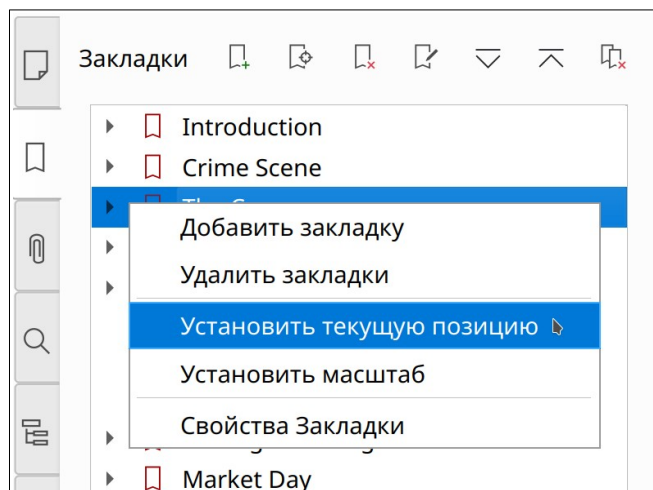 Закладки
Introduction
Crime Scene
Добавить закладку
Удалить закладки
Установить текущую позицию
Установить масштаб
Свойства Закладки
Market Day